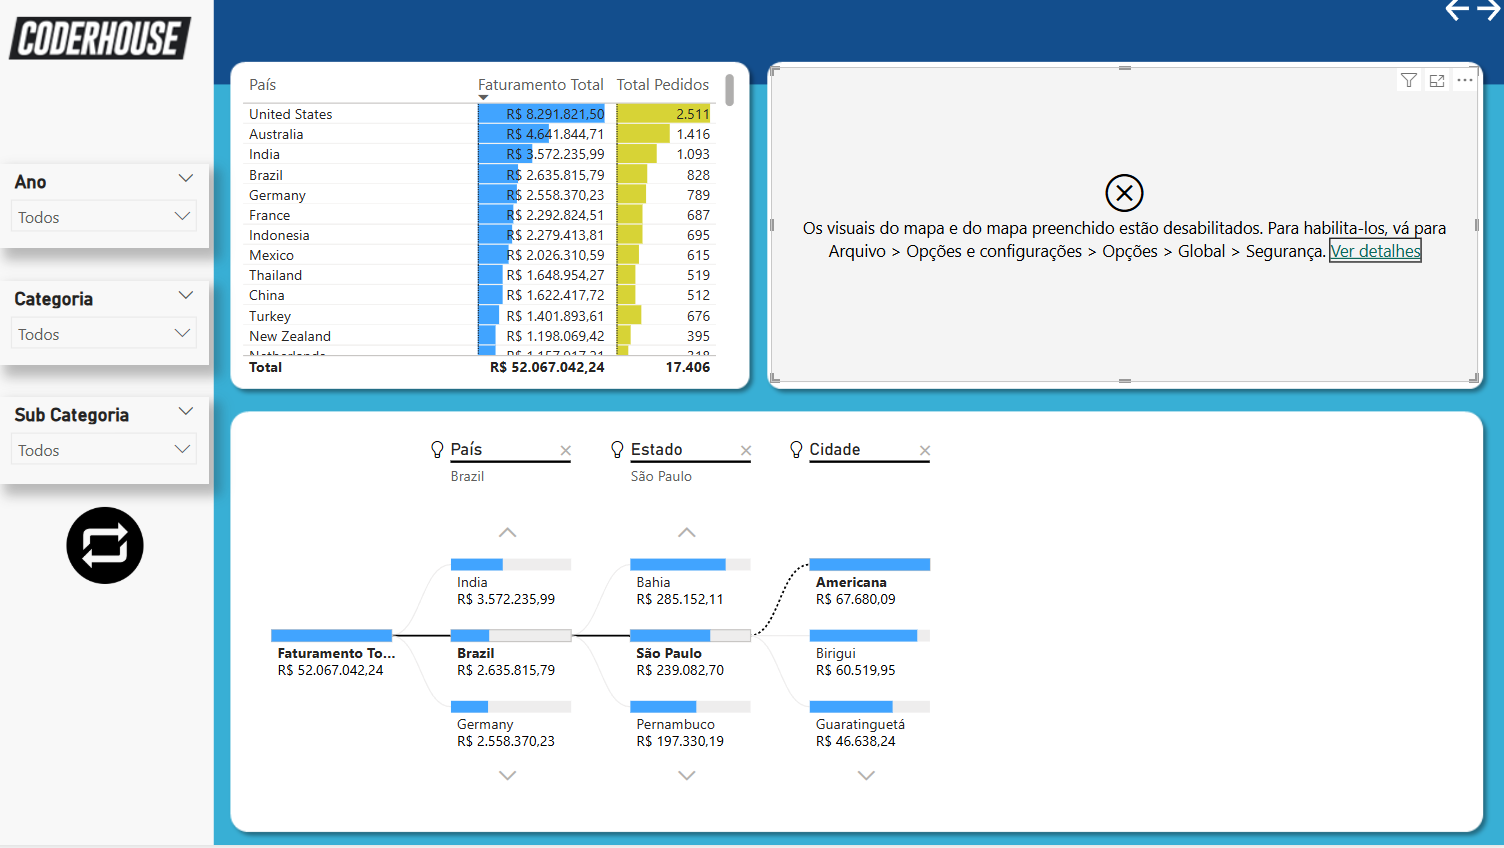 CODERHOUSE
Ano
Todos
Categoria
Todos
Sub Categoria
Todos
País Faturamento Total Total Pedidos
United States R$ 8.291.821,50 2.511
Australia R$ 4.641.844,71 1.416
India R$ 3.572.235,99 1.093
Brazil R$ 2.635.815,79 828
Germany R$ 2.558.370,23 789
France R$ 2.292.824,51 687
Indonesia R$ 2.279.413,81 695
Mexico R$ 2.026.310,59 615
Thailand R$ 1.648.954,27 519
China R$ 1.622.417,72 512
Turkey R$ 1.401.893,61 676
New Zealand R$ 1.198.069,42 395
Netherlands R$ 1.157.917,21 318
Total R$ 52.067.042,24 17.406
Os visuais do mapa e do mapa preenchido estão desabilitados. Para habilita-los, vá para
Arquivo > Opções e configurações > Opções > Global > Segurança. Ver detalhes
País Estado Cidade
Brazil São Paulo
India Bahia Americana
R$ 3.572.235,99 R$ 285.152,11 R$ 67.680,09
Faturamento To... Brazil São Paulo Birigui
R$ 52.067.042,24 R$ 2.635.815,79 R$ 239.082,70 R$ 60.519,95
Germany Pernambuco Guaratinguetá
R$ 2.558.370,23 R$ 197.330,19 R$ 46.638,24